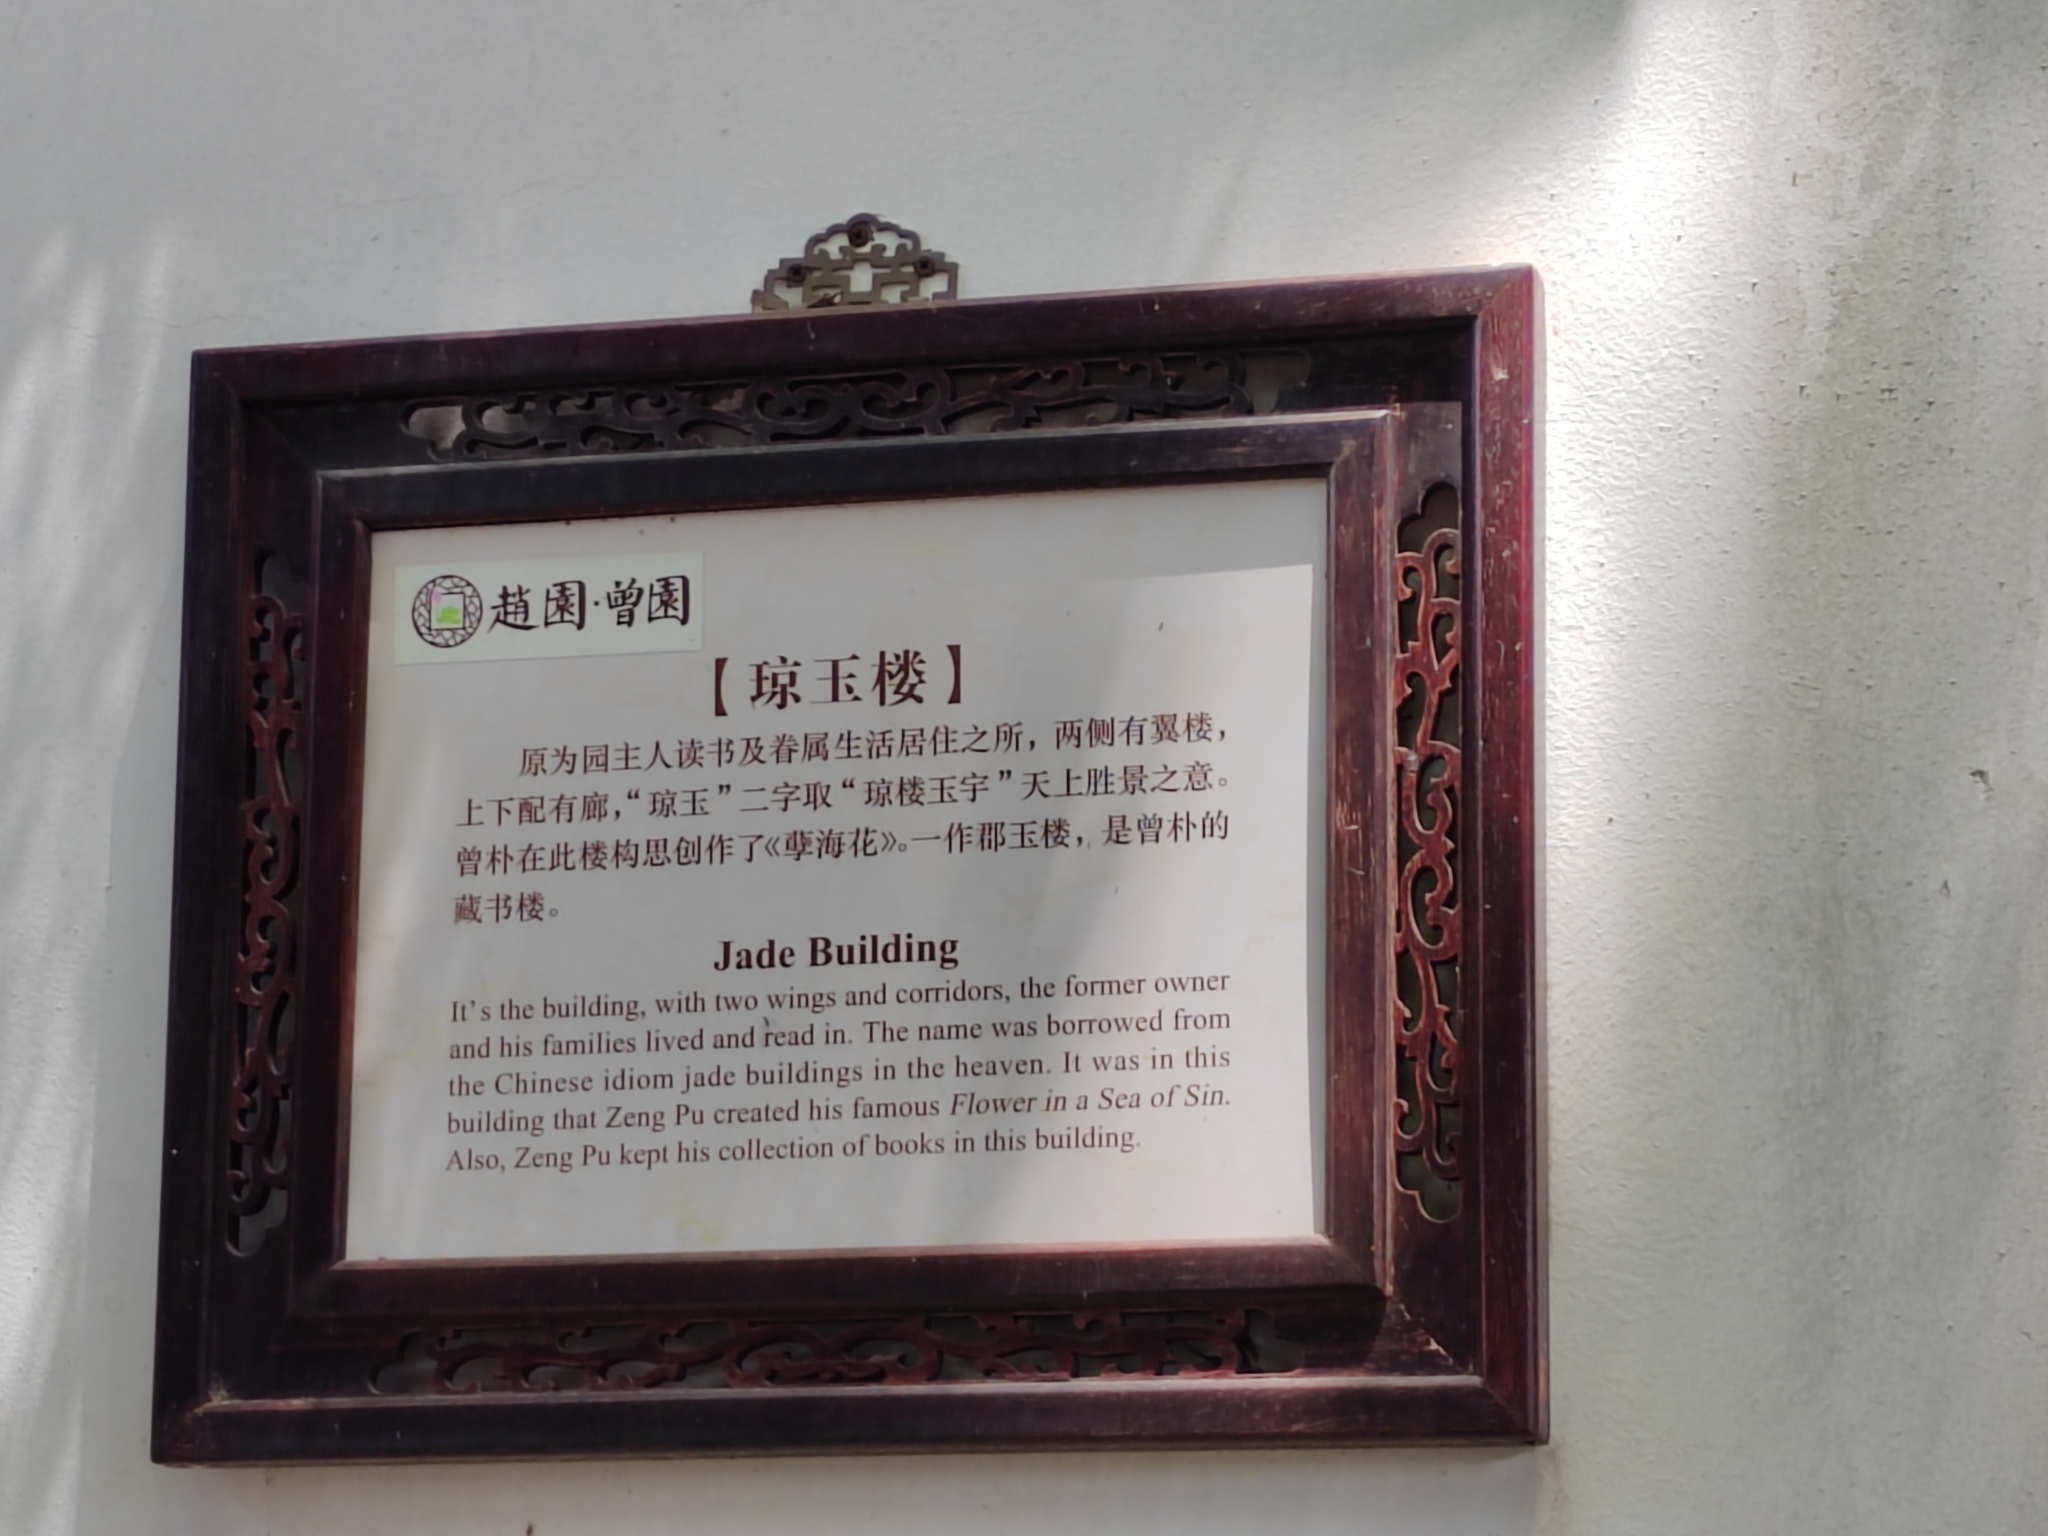 趙園·曾園
【琼玉楼】
原为园主人读书及眷属生活居住之所，两侧有翼楼，
上下配有廊，“琼玉”二字取“琼楼玉宇”天上胜景之意。
曾朴在此楼构思创作了《孽海花》。一作郡玉楼，是曾朴的
藏书楼。
Jade Building
It's the building, with two wings and corridors, the former owner
and his families lived and read in. The name was borrowed from
the Chinese idiom jade buildings in the heaven. It was in this
building that Zeng Pu created his famous Flower in a Sea of Sin.
Also, Zeng Pu kept his collection of books in this building.